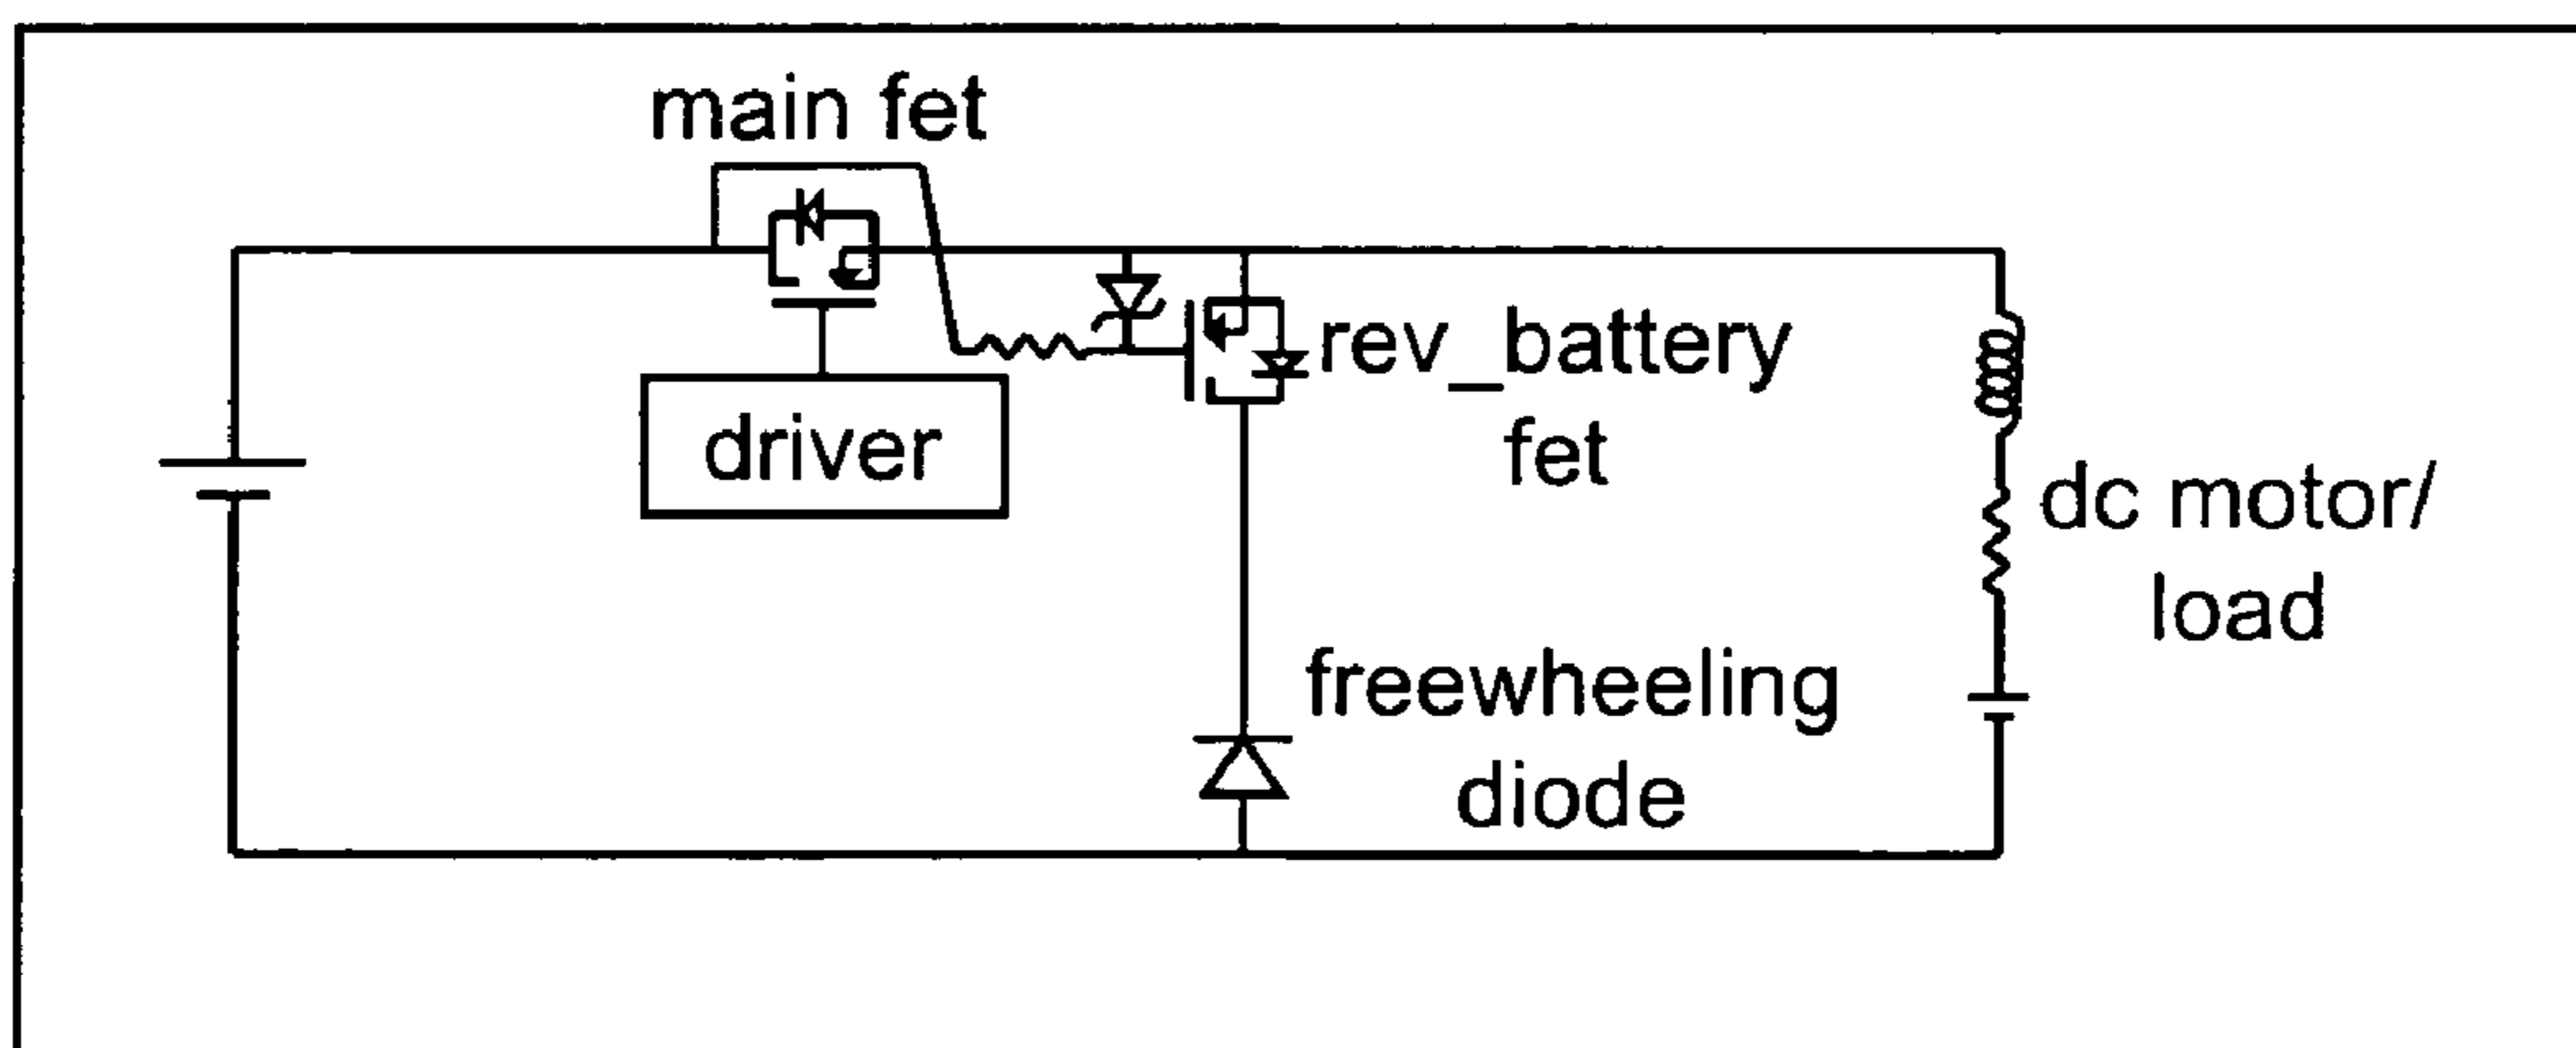 main fet
driver
rev_battery
fet
dc motor/
load
freewheeling
diode